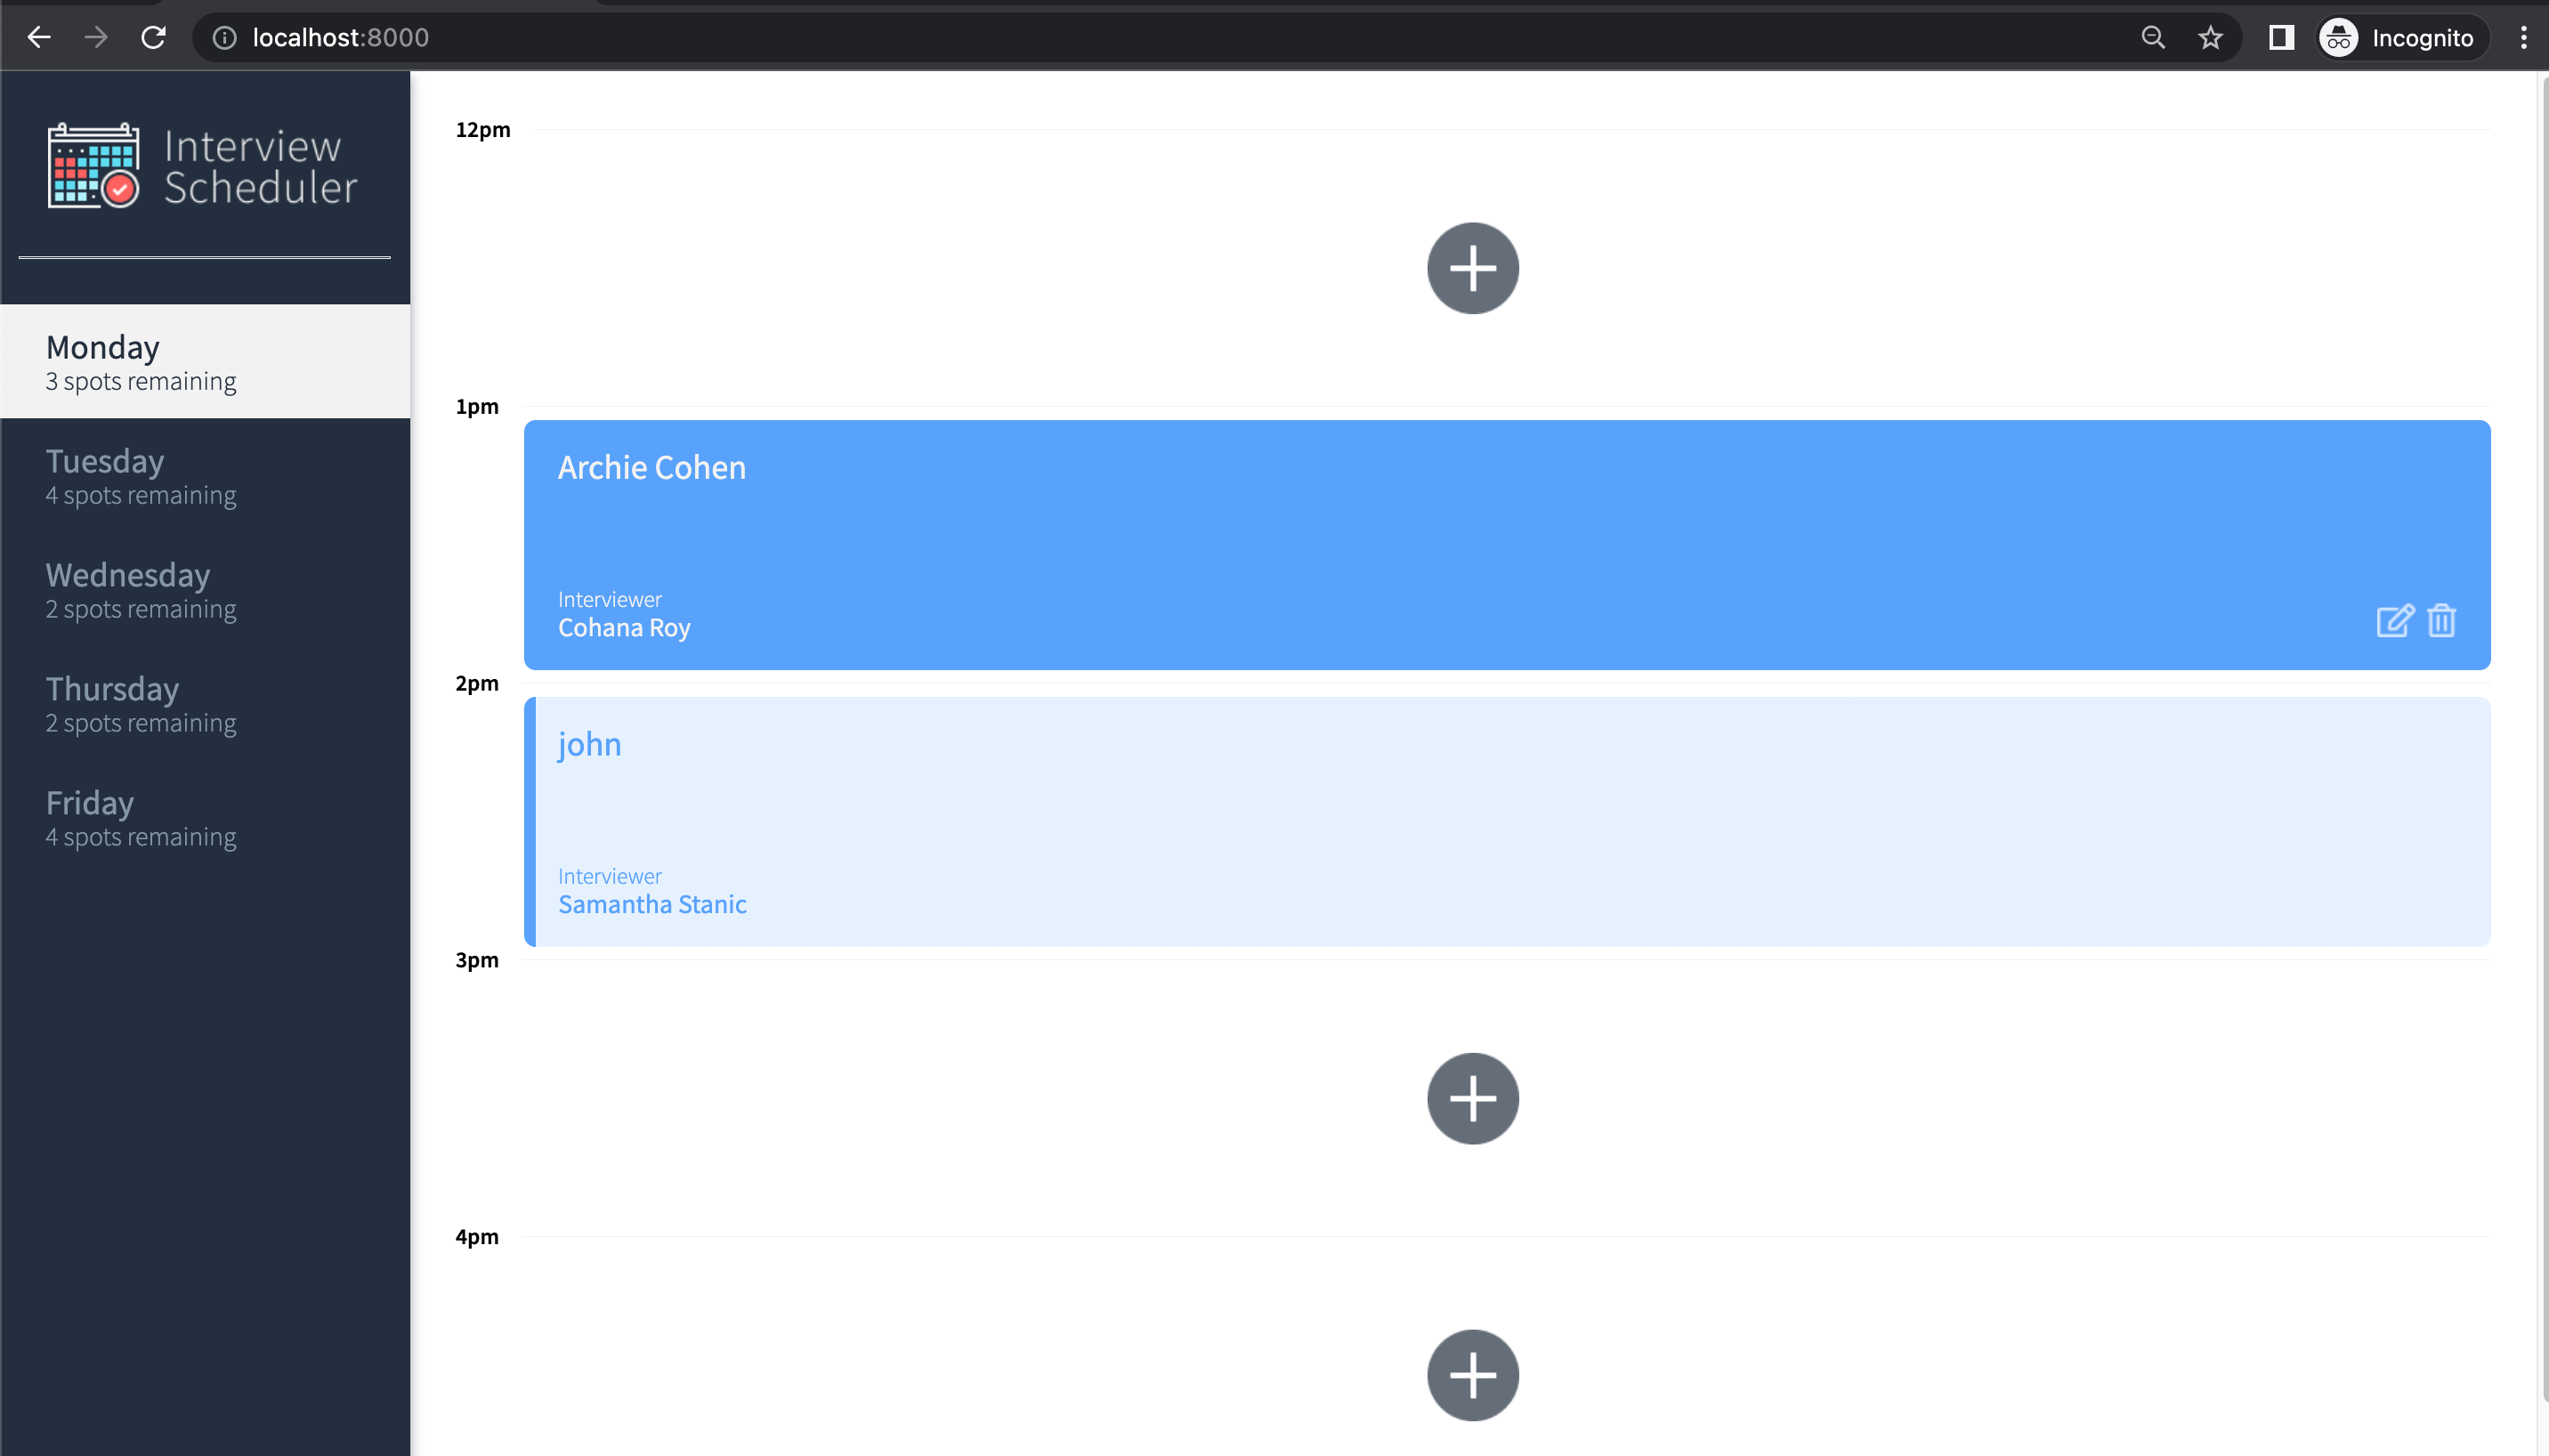 localhost:8000
Incognito
Interview
Scheduler
Monday
3 spots remaining
Tuesday
4 spots remaining
Wednesday
2 spots remaining
Thursday
2 spots remaining
Friday
4 spots remaining
12pm
1pm
Archie Cohen
Interviewer
Cohana Roy
2pm
john
Interviewer
Samantha Stanic
3pm
4pm